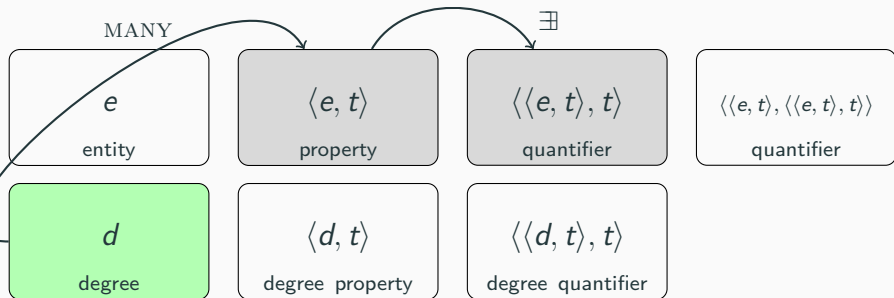 MANY
∃∃
e
entity
⟨e, t⟩
property
⟨⟨e, t⟩, t⟩
quantifier
⟨⟨e, t⟩, ⟨⟨e, t⟩, t⟩⟩
quantifier
d
degree
⟨d, t⟩
degree property
⟨⟨d, t⟩, t⟩
degree quantifier